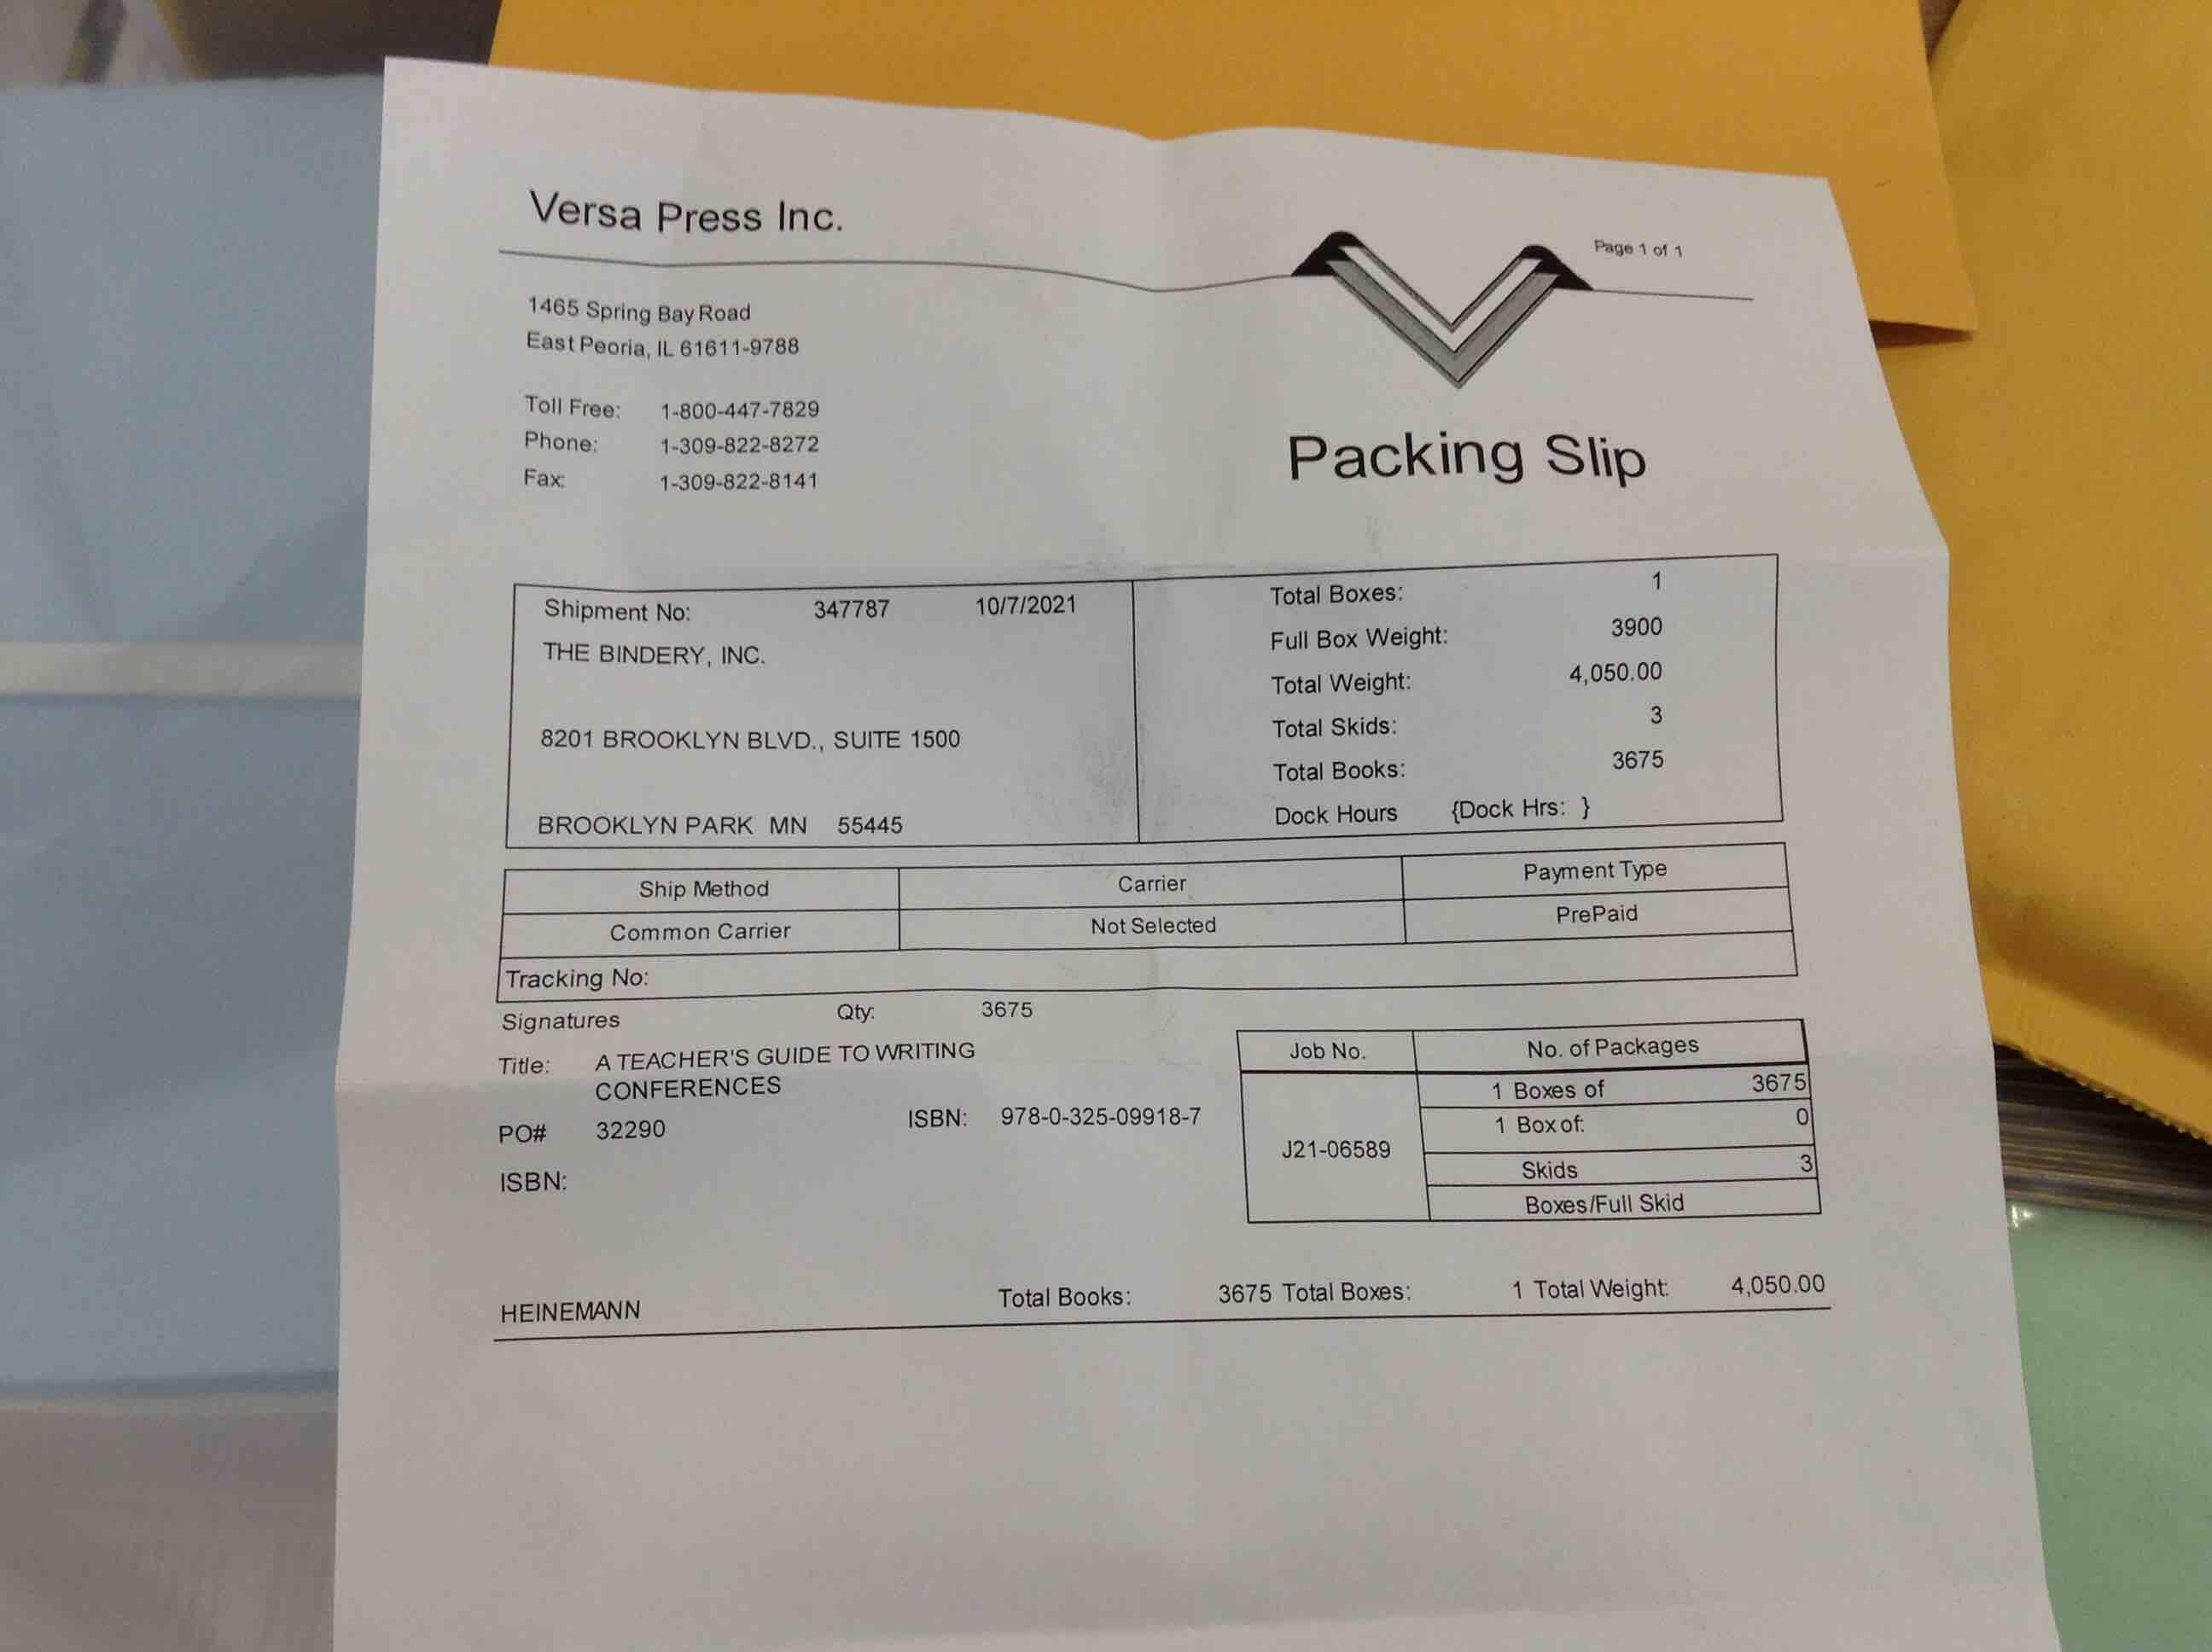 Versa Press Inc.
Page 1 of 1
1465 Spring Bay Road
East Peoria, IL 61611-9788
Toll Free: 1-800-447-7829
Phone: 1-309-822-8272
Fax: 1-309-822-8141
Packing Slip
Shipment No: 347787 10/7/2021
THE BINDERY, INC.
8201 BROOKLYN BLVD., SUITE 1500
BROOKLYN PARK MN 55445
Total Boxes: 1
Full Box Weight: 3900
Total Weight: 4,050.00
Total Skids: 3
Total Books: 3675
Dock Hours {Dock Hrs: }
Ship Method Carrier Payment Type
Common Carrier Not Selected PrePaid
Tracking No:
Signatures Qty: 3675
Title: A TEACHER'S GUIDE TO WRITING
CONFERENCES
PO# 32290 ISBN: 978-0-325-09918-7
ISBN:
Job No. No. of Packages
J21-06589
1 Boxes of 3675
1 Box of: 0
Skids 3
Boxes/Full Skid
HEINEMANN Total Books: 3675 Total Boxes: 1 Total Weight: 4,050.00